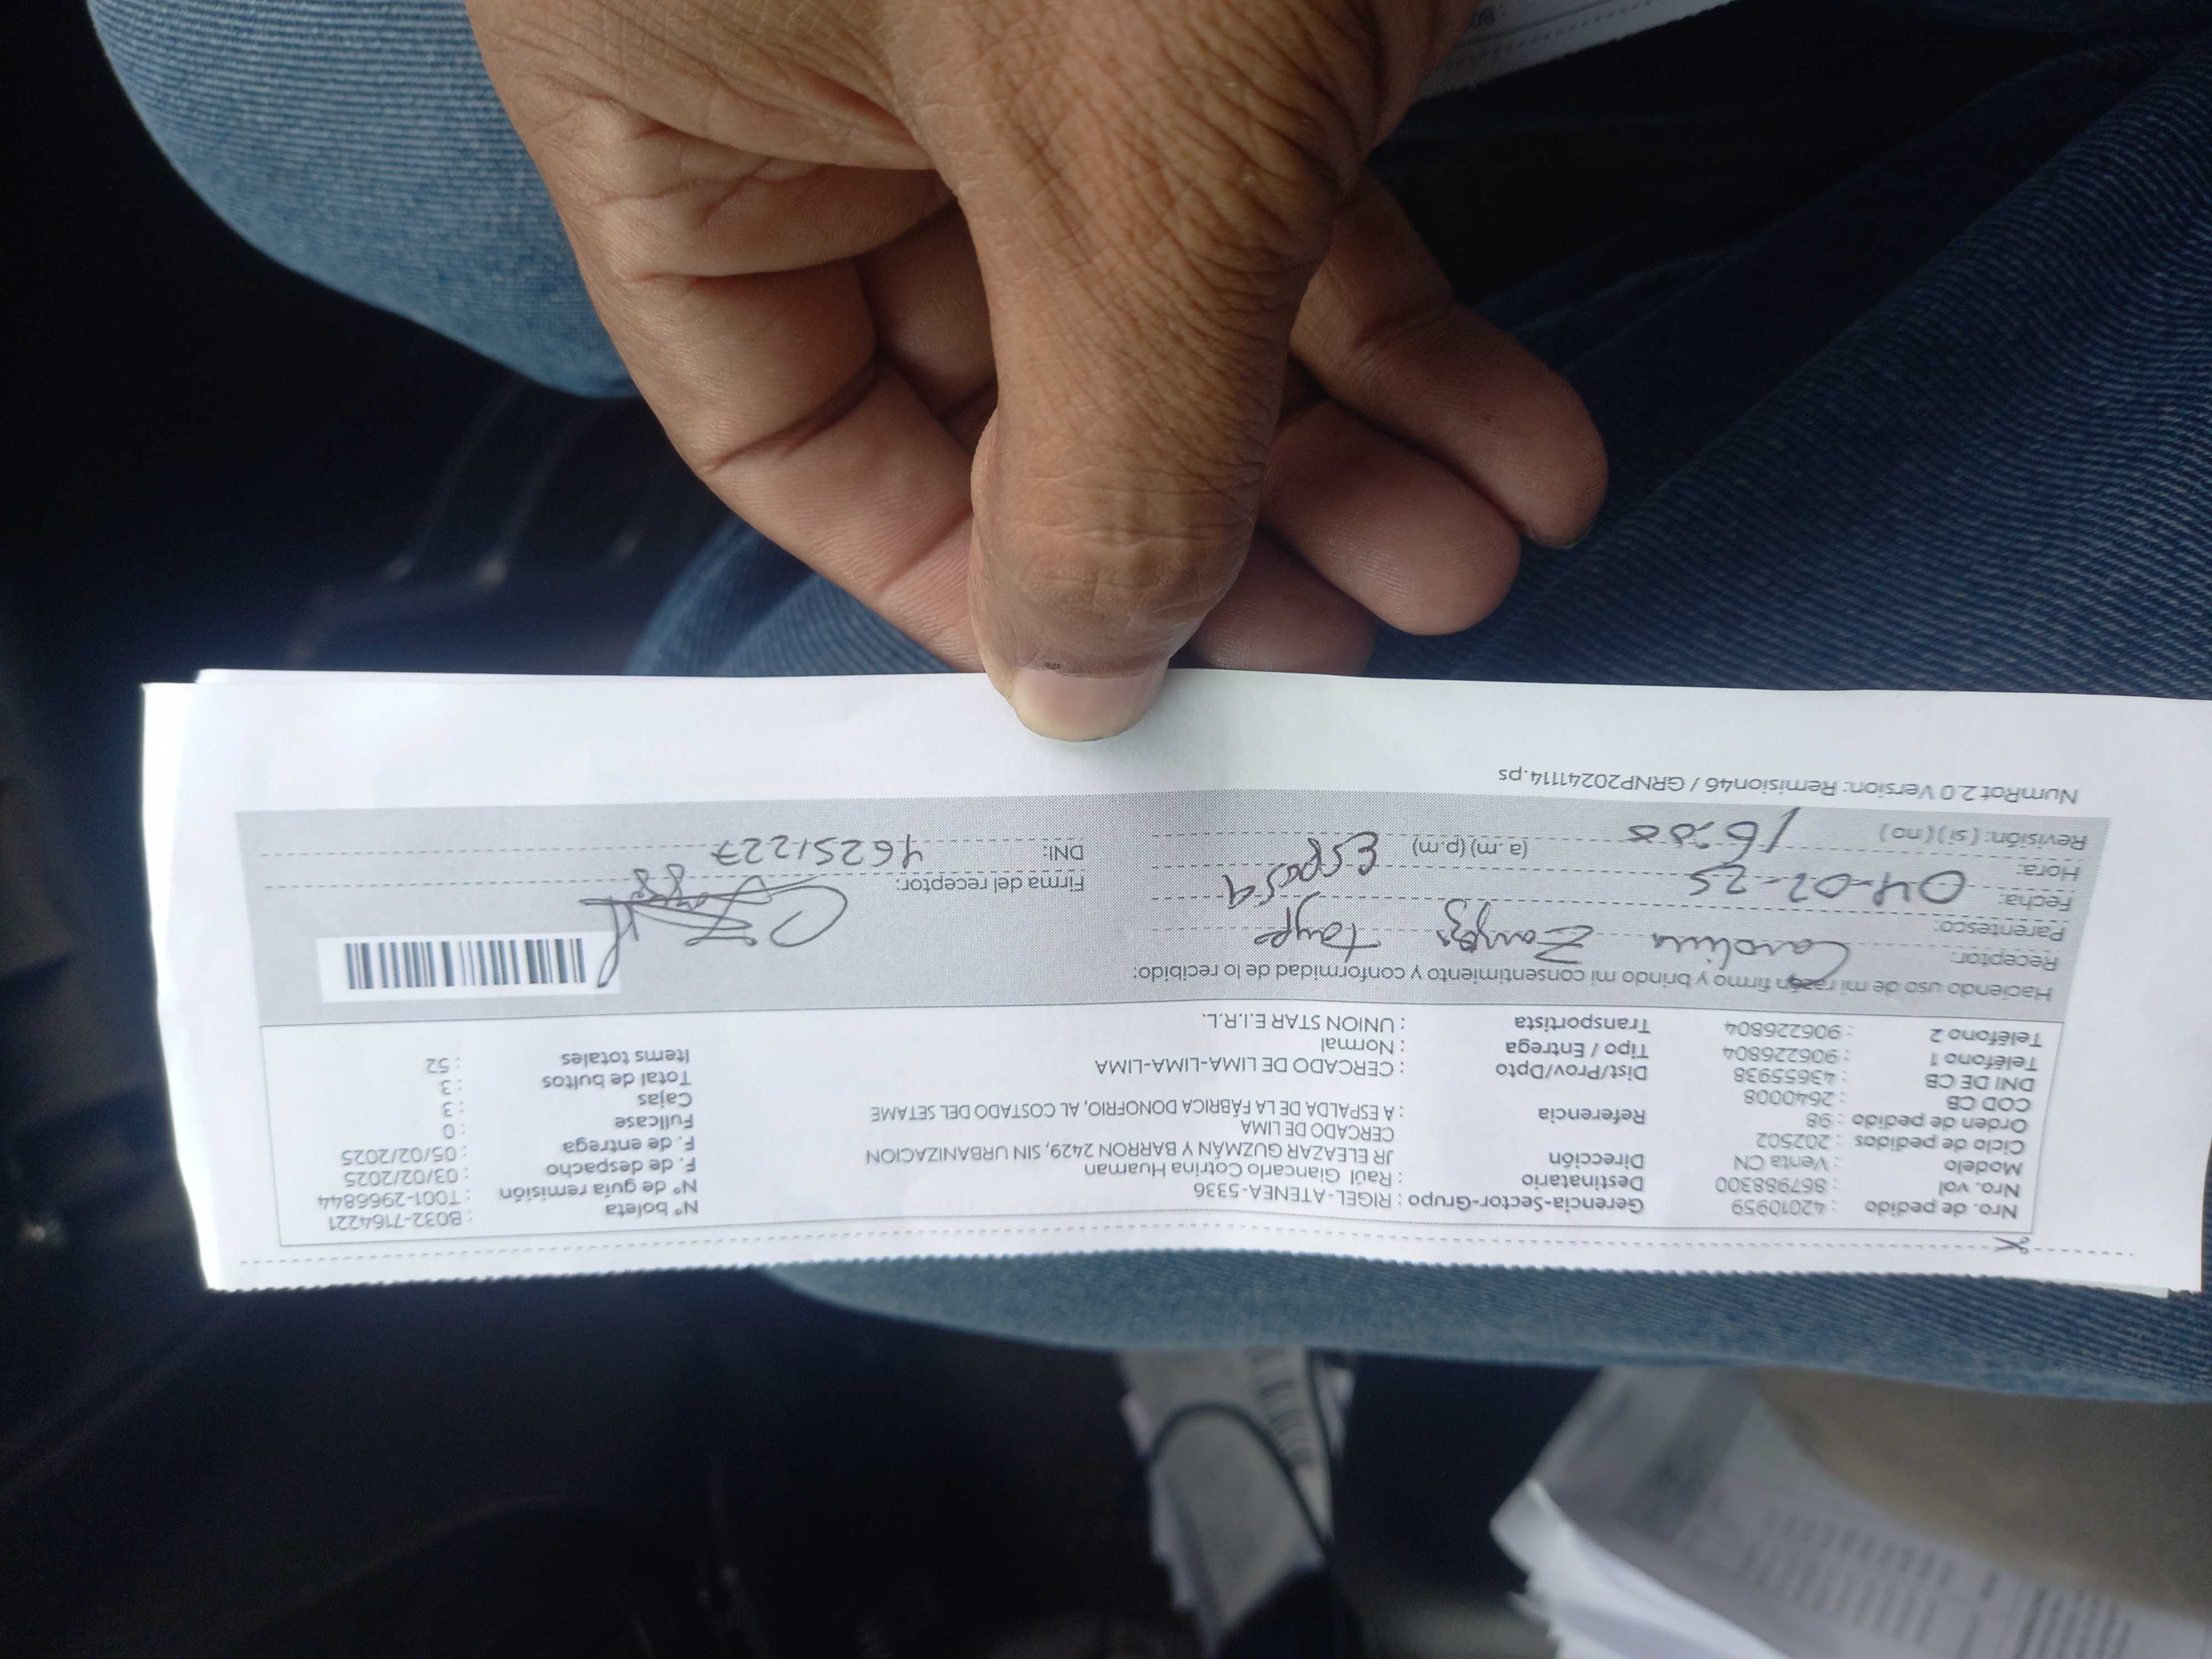 Nro. de pedido : 42010959
Nro. vol : 867988300
Modelo : Venta CN
Ciclo de pedidos : 202502
Orden de pedido : 98
COD CB : 2640008
DNI DE CB : 43655938
Teléfono 1 : 906226804
Teléfono 2 : 906226804
Gerencia-Sector-Grupo : RIGEL-ATENEA-5336
Destinatario : Raúl Giancarlo Cotrina Huaman
Dirección JR ELEAZAR GUZMÁN Y BARRON 2429, SIN URBANIZACION
CERCADO DE LIMA
Referencia : A ESPALDA DE LA FÁBRICA DONOFRIO, AL COSTADO DEL SETAME
Dist/Prov/Dpto : CERCADO DE LIMA-LIMA-LIMA
Tipo / Entrega : Normal
Transportista : UNION STAR E.I.R.L.
N° boleta : B032-7164221
N° de guía remisión : T001-2966844
F. de despacho : 03/02/2025
F. de entrega : 05/02/2025
Fullcase : 0
Cajas : 3
Total de bultos : 3
Items totales : 52
Haciendo uso de mi razón firmo y brindo mi consentimiento y conformidad de lo recibido:
Receptor: Carolina Taype
Parentesco: Esposa
Fecha: 04-02-25
Hora: 16:00 (a.m) (p.m)
Revisión: ( si ) ( no )
Firma del receptor:
DNI: 46251227
NumRot 2.0 Version: Remision46 / GRNP20241114.ps